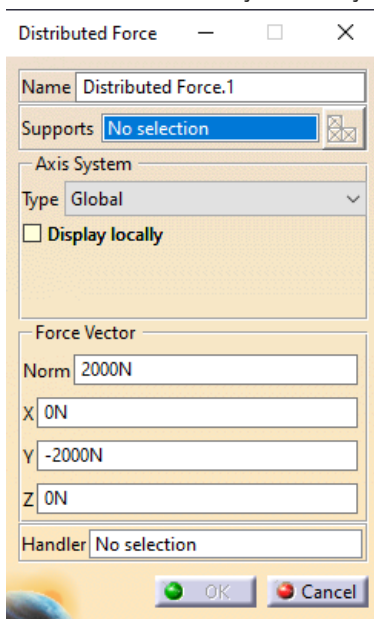 Distributed Force
Name Distributed Force.1
Supports No selection
Axis System
Type Global
Display locally
Force Vector
Norm 2000N
X 0N
Y -2000N
Z 0N
Handler No selection
OK Cancel